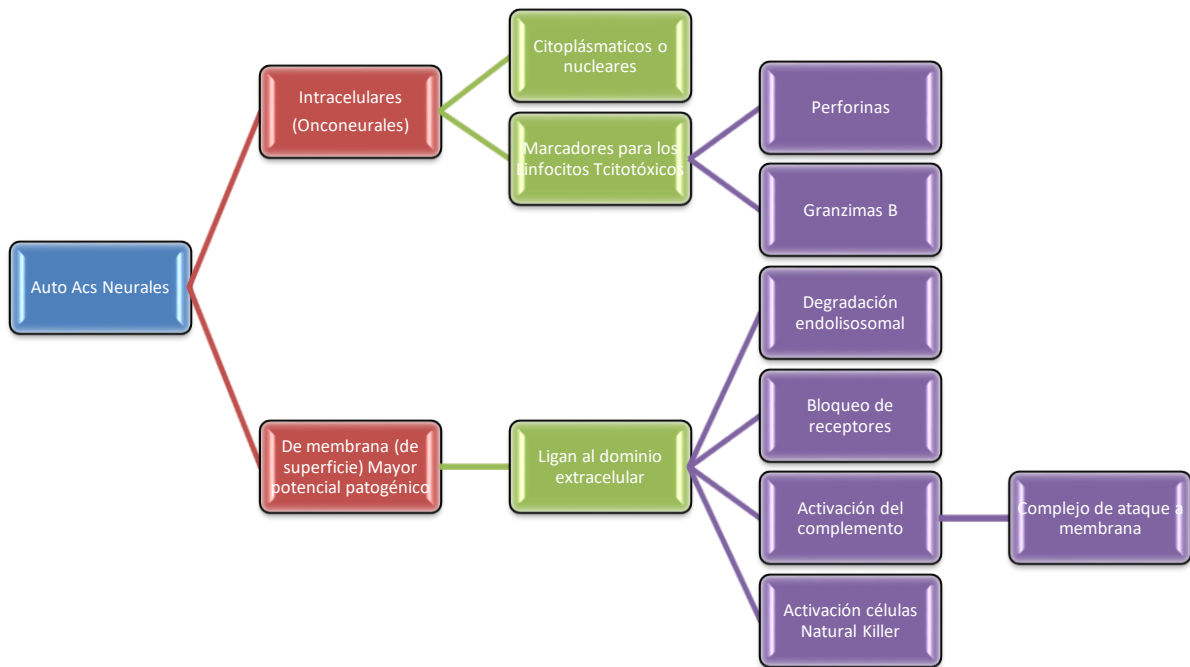 Auto Acs Neurales
Intracelulares
(Onconeurales)
Citoplásmaticos o
nucleares
Marcadores para los
Linfocitos Tcitotóxicos
Perforinas
Granzimas B
De membrana (de
superficie) Mayor
potencial patogénico
Ligan al dominio
extracelular
Degradación
endolisosomal
Bloqueo de
receptores
Activación del
complemento
Complejo de ataque a
membrana
Activación células
Natural Killer